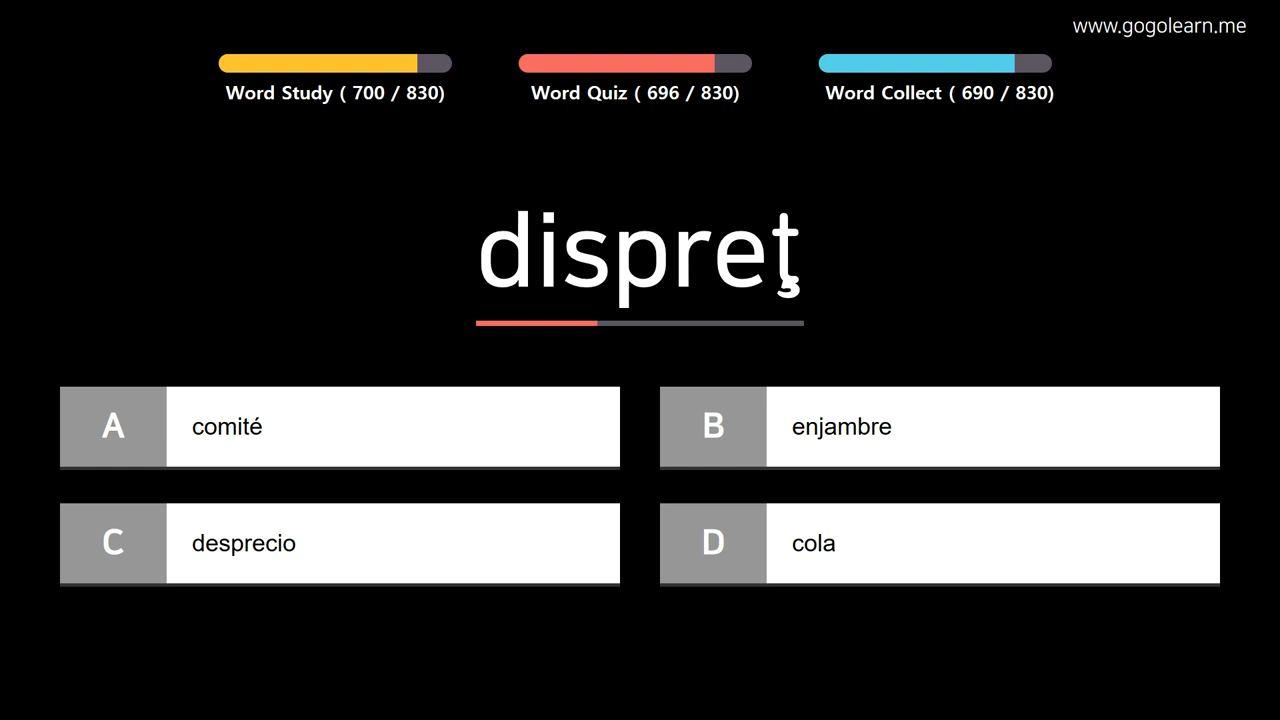 www.gogolearn.me
Word Study ( 700 / 830)
Word Quiz ( 696 / 830)
Word Collect ( 690 / 830)
dispreţ
A comité
B enjambre
C desprecio
D cola